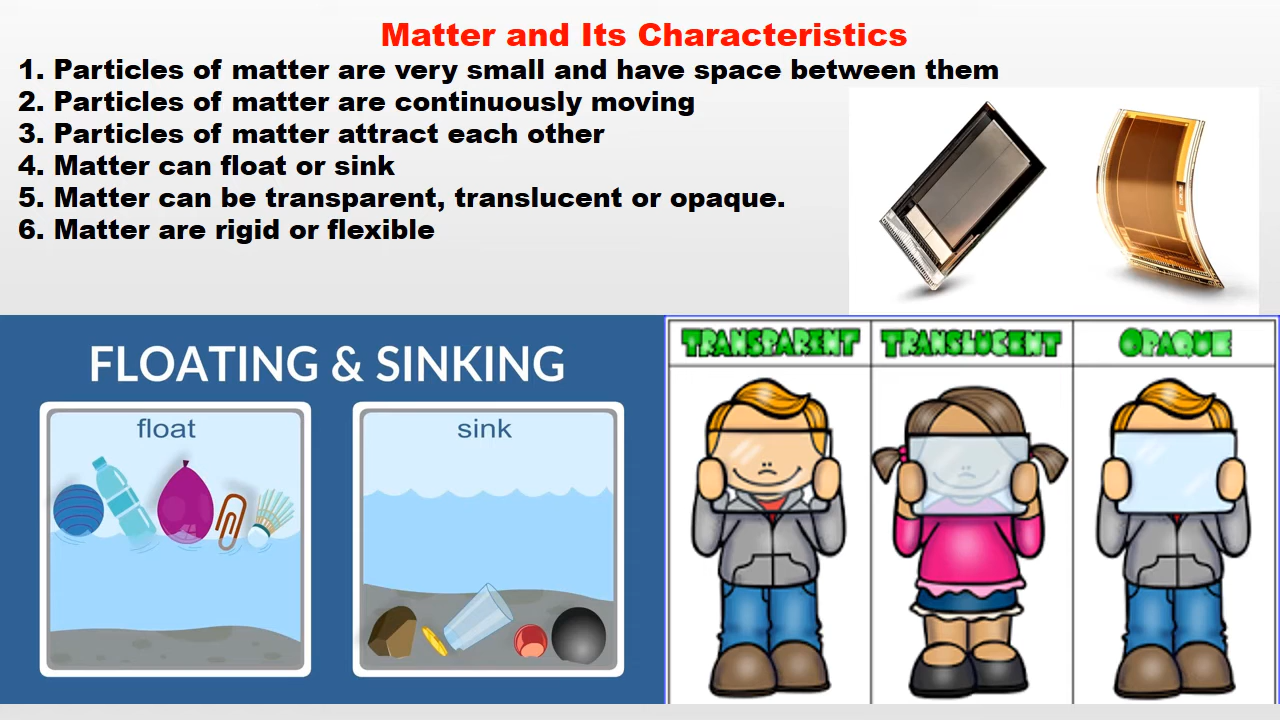 Matter and Its Characteristics
1. Particles of matter are very small and have space between them
2. Particles of matter are continuously moving
3. Particles of matter attract each other
4. Matter can float or sink
5. Matter can be transparent, translucent or opaque.
6. Matter are rigid or flexible
FLOATING & SINKING
float
sink
TRANSPARENT
TRANSLUCENT
OPAQUE